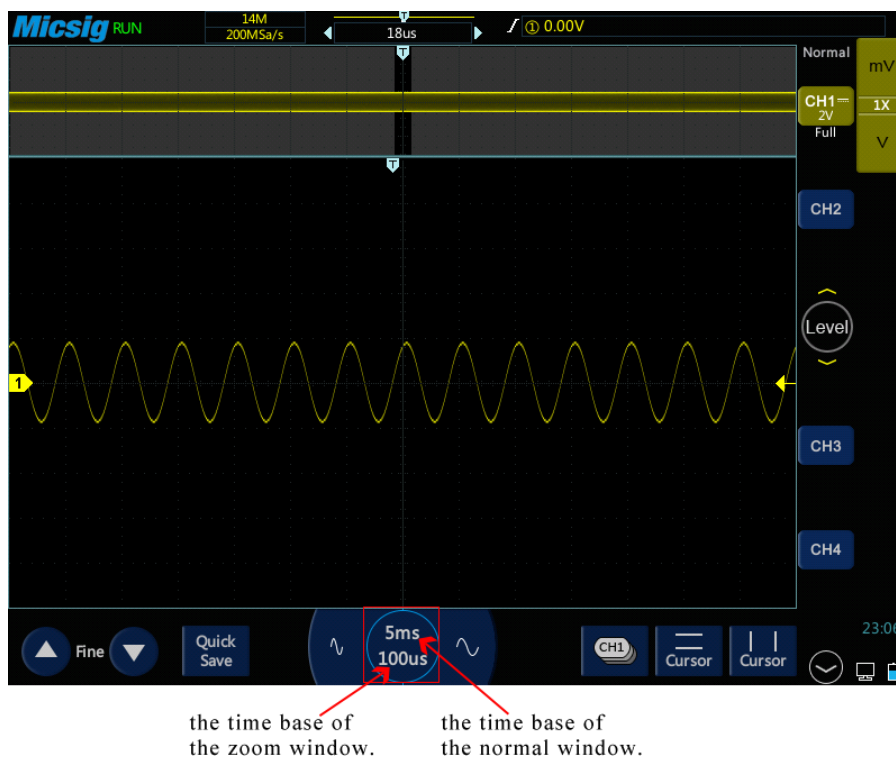 Micsig RUN
14M
200MSa/s
T
18us
① 0.00V
T
Normal
mV
CH1
2V
1X
Full
V
T
CH2
Level
1
CH3
CH4
23:06
Fine
Quick
Save
5ms
100us
CH1
Cursor
Cursor
the time base of
the zoom window.
the time base of
the normal window.